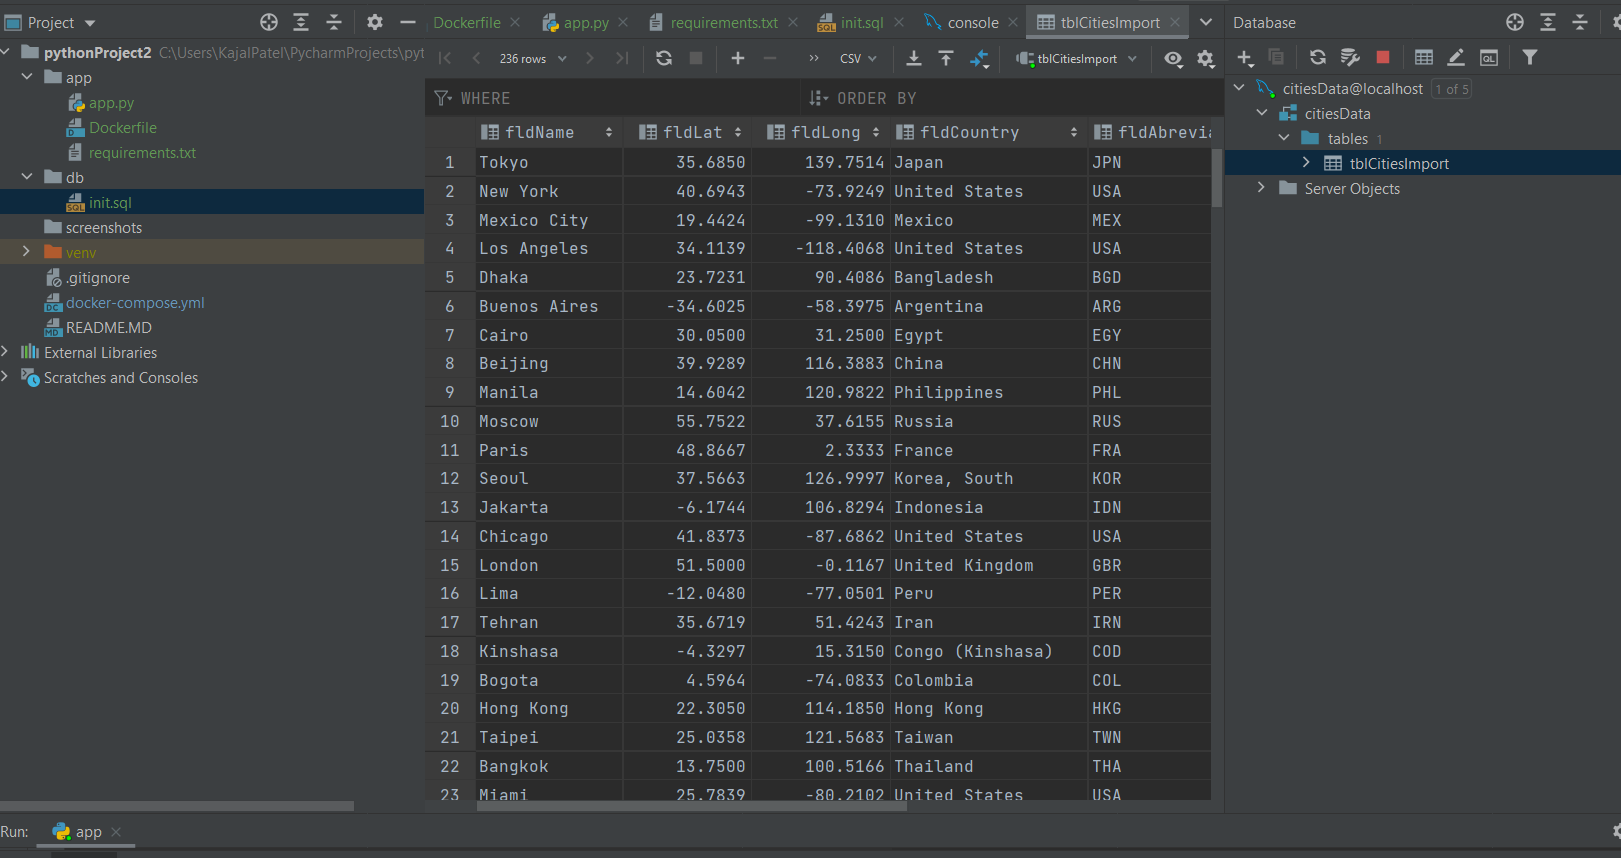 Project
pythonProject2 C:\Users\KajalPatel\PycharmProjects\pyt
app
app.py
Dockerfile
requirements.txt
db
SQL init.sql
screenshots
venv
.gitignore
DC docker-compose.yml
MD README.MD
External Libraries
Scratches and Consoles
Dockerfile app.py requirements.txt init.sql console tblCitiesImport
236 rows CSV tblCitiesImport
WHERE ORDER BY
fldName fldLat fldLong fldCountry fldAbrevia
1 Tokyo 35.6850 139.7514 Japan JPN
2 New York 40.6943 -73.9249 United States USA
3 Mexico City 19.4424 -99.1310 Mexico MEX
4 Los Angeles 34.1139 -118.4068 United States USA
5 Dhaka 23.7231 90.4086 Bangladesh BGD
6 Buenos Aires -34.6025 -58.3975 Argentina ARG
7 Cairo 30.0500 31.2500 Egypt EGY
8 Beijing 39.9289 116.3883 China CHN
9 Manila 14.6042 120.9822 Philippines PHL
10 Moscow 55.7522 37.6155 Russia RUS
11 Paris 48.8667 2.3333 France FRA
12 Seoul 37.5663 126.9997 Korea, South KOR
13 Jakarta -6.1744 106.8294 Indonesia IDN
14 Chicago 41.8373 -87.6862 United States USA
15 London 51.5000 -0.1167 United Kingdom GBR
16 Lima -12.0480 -77.0501 Peru PER
17 Tehran 35.6719 51.4243 Iran IRN
18 Kinshasa -4.3297 15.3150 Congo (Kinshasa) COD
19 Bogota 4.5964 -74.0833 Colombia COL
20 Hong Kong 22.3050 114.1850 Hong Kong HKG
21 Taipei 25.0358 121.5683 Taiwan TWN
22 Bangkok 13.7500 100.5166 Thailand THA
23 Miami 25.7839 -80.2102 United States USA
Database
QL
citiesData@localhost 1 of 5
citiesData
tables 1
tblCitiesImport
Server Objects
Run: app